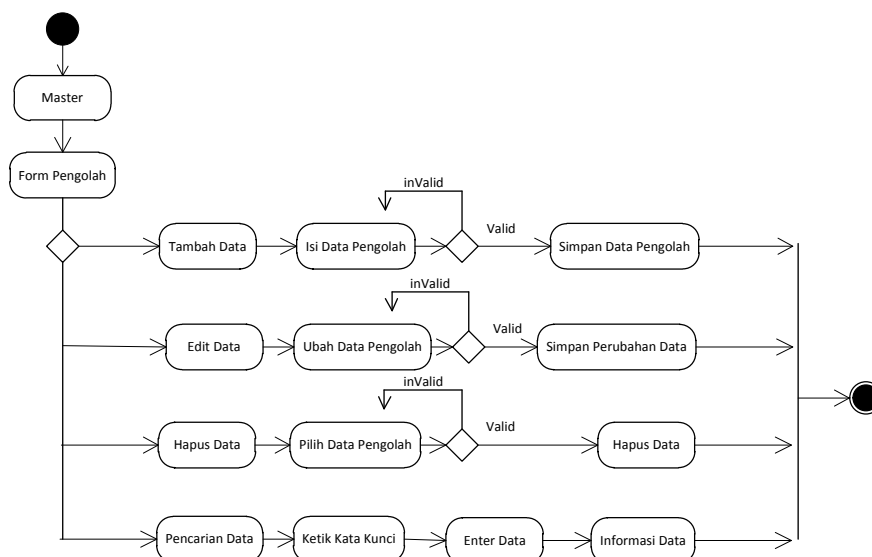 Master
Form Pengolah
inValid
Tambah Data
Isi Data Pengolah
Valid
Simpan Data Pengolah
inValid
Edit Data
Ubah Data Pengolah
Valid
Simpan Perubahan Data
inValid
Hapus Data
Pilih Data Pengolah
Valid
Hapus Data
Pencarian Data
Ketik Kata Kunci
Enter Data
Informasi Data